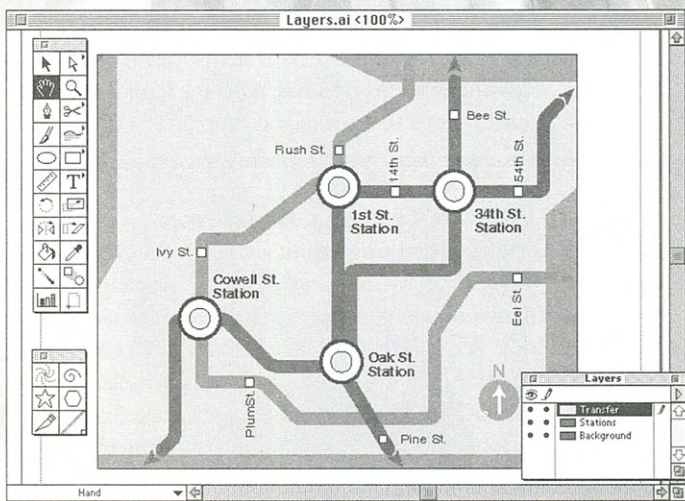 Layers.ai <100%>
Bee St.
Rush St.
14th St.
54th St.
1st St.
Station
34th St.
Station
Ivy St.
Cowell St.
Station
Eel St.
Oak St.
Station
N
PlumSt.
Pine St.
Layers
Transfer
Stations
Background
T
Hand